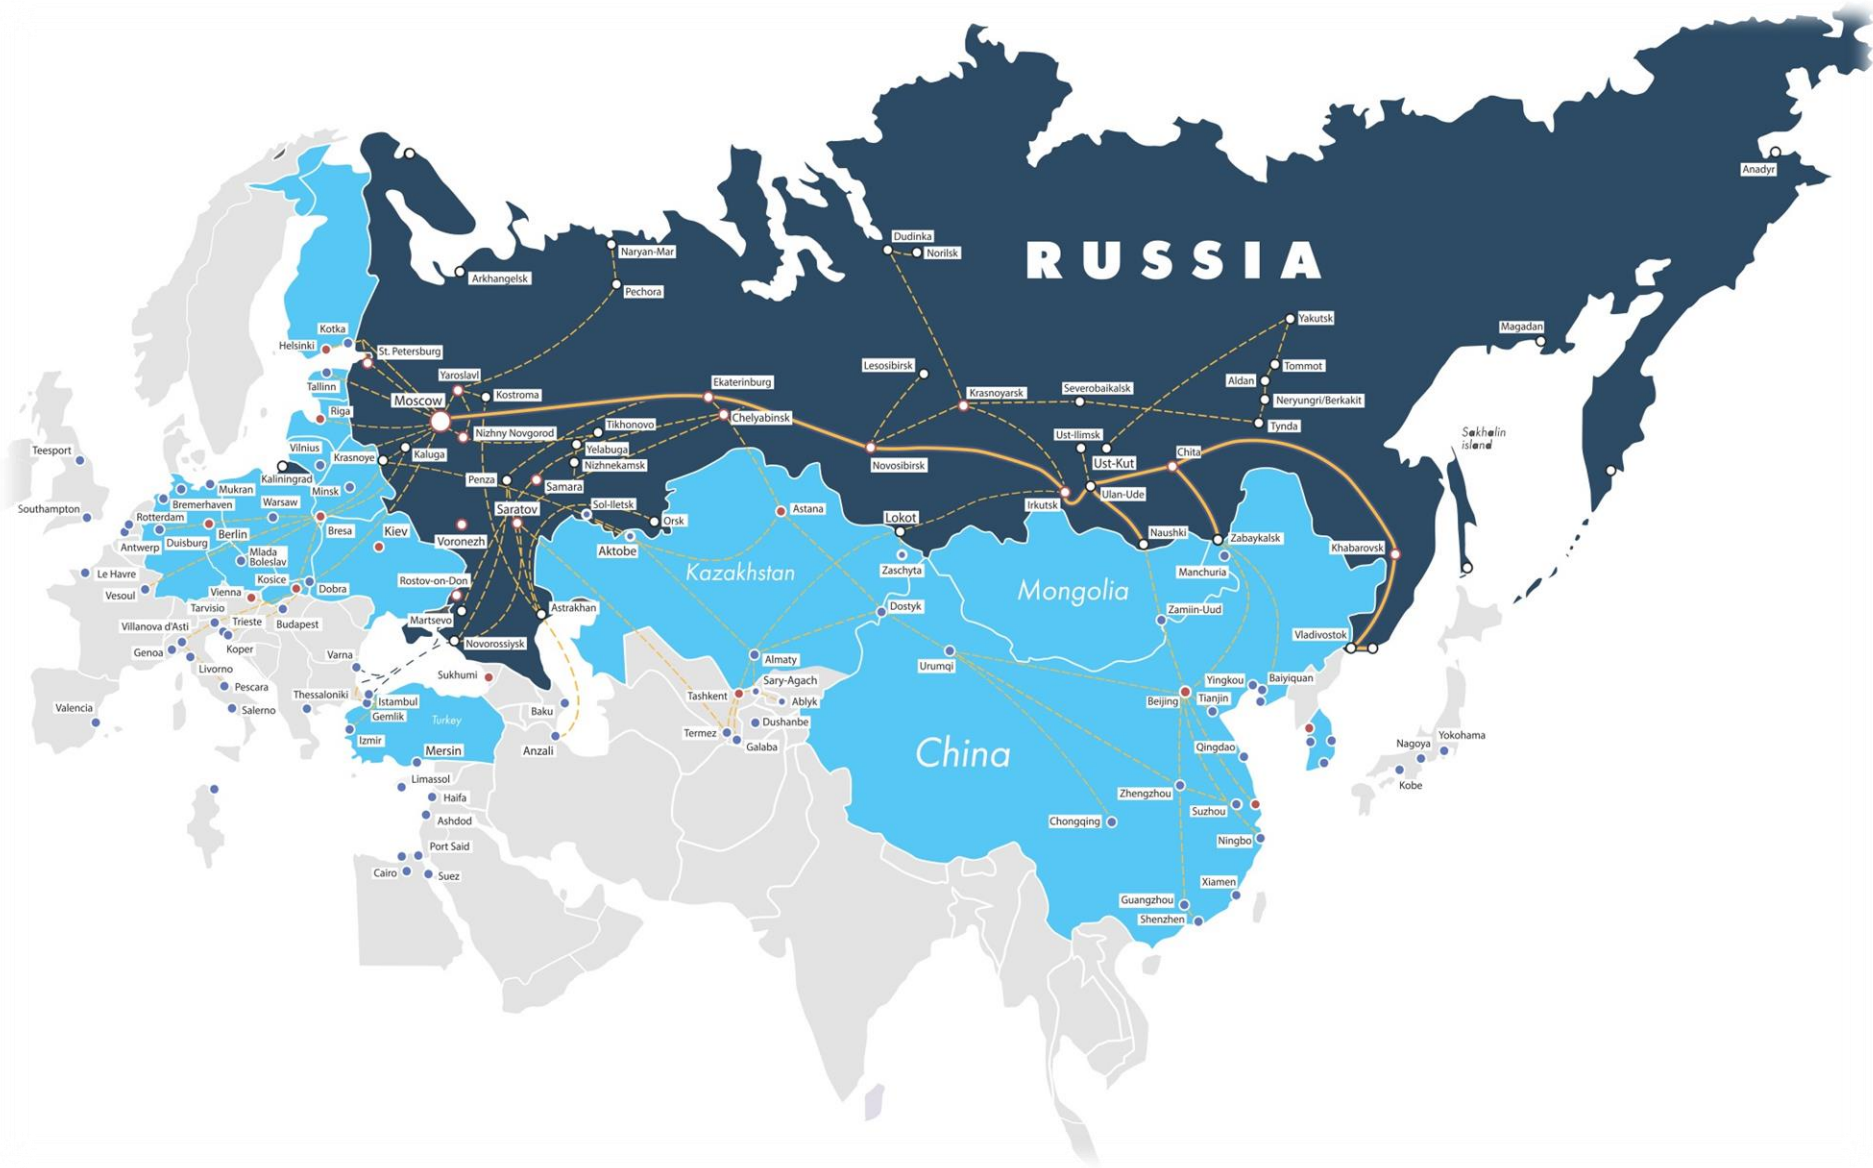 RUSSIA
Anadyr
Dudinka
Norilsk
Naryan-Mar
Arkhangelsk
Pechora
Yakutsk
Magadan
Kotka
Helsinki
St. Petersburg
Tommot
Lesosibirsk
Yaroslavl
Ekaterinburg
Aldan
Tallinn
Severobaikalsk
Krasnoyarsk
Kostroma
Moscow
Neryungri/Berkakit
Riga
Chelyabinsk
Tikhonovo
Tynda
Sakhalin
island
Nizhny Novgorod
Ust-Ilimsk
Teesport
Vilnius
Yelabuga
Chita
Krasnoye
Kaluga
Ust-Kut
Nizhnekamsk
Novosibirsk
Kaliningrad
Penza
Mukran
Minsk
Samara
Ulan-Ude
Bremerhaven
Warsaw
Sol-Iletsk
Irkutsk
Southampton
Saratov
Astana
Rotterdam
Lokot
Orsk
Berlin
Bresa
Kiev
Naushki
Zabaykalsk
Duisburg
Voronezh
Antwerp
Aktobe
Khabarovsk
Mlada
Boleslav
Zaschyta
Manchuria
Kazakhstan
Le Havre
Kosice
Rostov-on-Don
Dobra
Mongolia
Vesoul
Vienna
Tarvisio
Astrakhan
Dostyk
Zamiin-Uud
Martsevo
Trieste
Budapest
Villanova d'Asti
Vladivostok
Novorossiysk
Koper
Genoa
Varna
Almaty
Urumqi
Livorno
Sukhumi
Sary-Agach
Yingkou
Baiyiquan
Pescara
Thessaloniki
Tashkent
Tianjin
Istambul
Ablyk
Beijing
Valencia
Salerno
Baku
Gemlik
Turkey
Dushanbe
Termez
Yokohama
Izmir
Nagoya
Galaba
Qingdao
Mersin
Anzali
China
Limassol
Kobe
Zhengzhou
Haifa
Suzhou
Ashdod
Chongqing
Ningbo
Port Said
Cairo
Suez
Xiamen
Guangzhou
Shenzhen